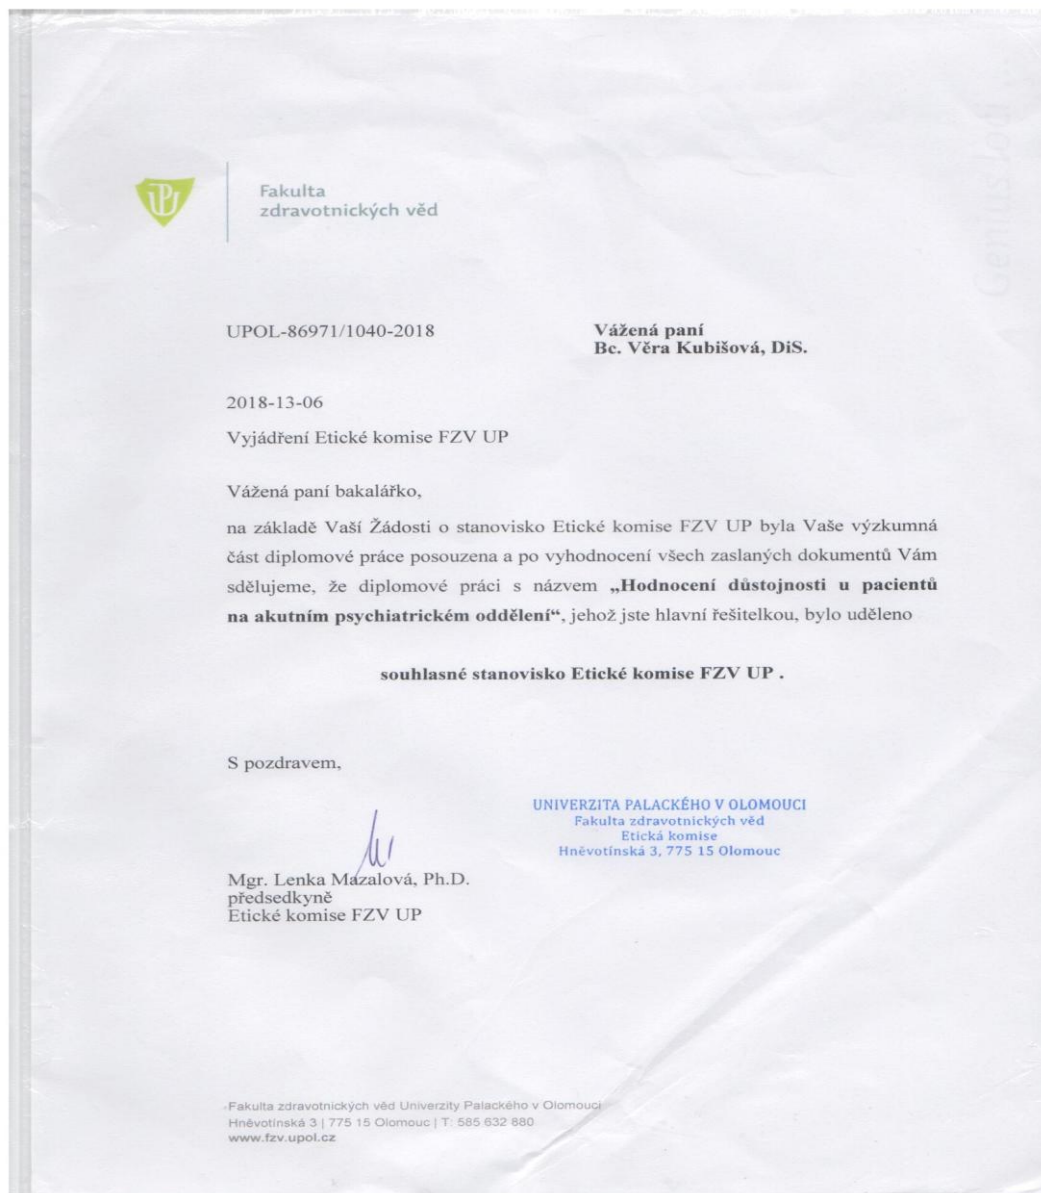 UP
Fakulta
zdravotnických věd
Genius loci ...
UPOL-86971/1040-2018
Vážená paní
Bc. Věra Kubišová, DiS.
2018-13-06
Vyjádření Etické komise FZV UP
Vážená paní bakalářko,
na základě Vaší Žádosti o stanovisko Etické komise FZV UP byla Vaše výzkumná
část diplomové práce posouzena a po vyhodnocení všech zaslaných dokumentů Vám
sdělujeme, že diplomové práci s názvem „Hodnocení důstojnosti u pacientů
na akutním psychiatrickém oddělení“, jehož jste hlavní řešitelkou, bylo uděleno
souhlasné stanovisko Etické komise FZV UP .
S pozdravem,
UNIVERZITA PALACKÉHO V OLOMOUCI
Fakulta zdravotnických věd
Etická komise
Hněvotínská 3, 775 15 Olomouc
Mgr. Lenka Mazalová, Ph.D.
předsedkyně
Etické komise FZV UP
Fakulta zdravotnických věd Univerzity Palackého v Olomouci
Hněvotínská 3 | 775 15 Olomouc | T: 585 632 880
www.fzv.upol.cz